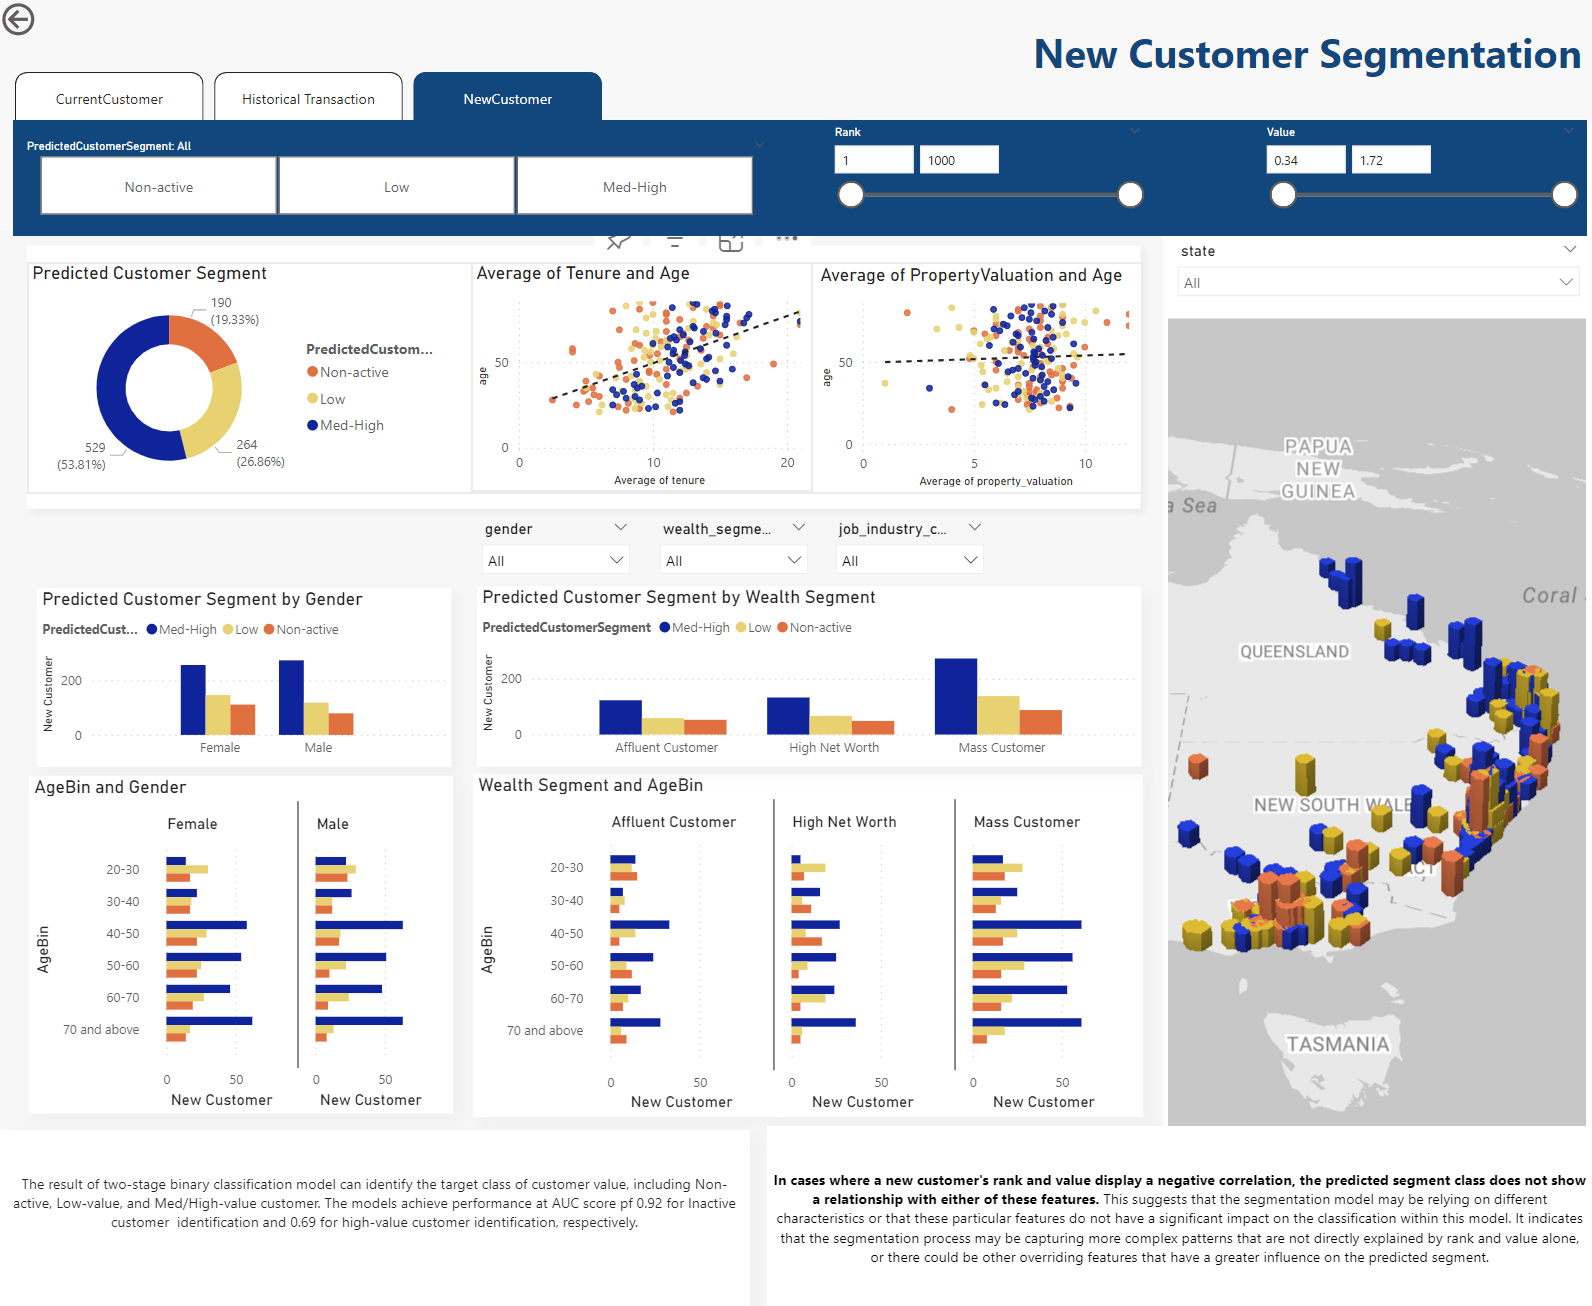 New Customer Segmentation
CurrentCustomer
Historical Transaction
NewCustomer
PredictedCustomerSegment: All
Non-active
Low
Med-High
Rank
1
1000
Value
0.34
1.72
Predicted Customer Segment
190
(19.33%)
529
(53.81%)
264
(26.86%)
PredictedCustom...
Non-active
Low
Med-High
Average of Tenure and Age
age
50
0
0
10
20
Average of tenure
Average of PropertyValuation and Age
age
50
0
0
5
10
Average of property_valuation
state
All
gender
All
wealth_segme...
All
job_industry_c...
All
Predicted Customer Segment by Gender
PredictedCust... Med-High Low Non-active
New Customer
200
0
Female
Male
Predicted Customer Segment by Wealth Segment
PredictedCustomerSegment Med-High Low Non-active
New Customer
200
0
Affluent Customer
High Net Worth
Mass Customer
AgeBin and Gender
Female
Male
AgeBin
20-30
30-40
40-50
50-60
60-70
70 and above
0
50
0
50
New Customer
New Customer
Wealth Segment and AgeBin
Affluent Customer
High Net Worth
Mass Customer
AgeBin
20-30
30-40
40-50
50-60
60-70
70 and above
0
50
0
50
0
50
New Customer
New Customer
New Customer
PAPUA
NEW
GUINEA
a Sea
Coral
QUEENSLAND
NEW SOUTH WALE
ACT
TASMANIA
The result of two-stage binary classification model can identify the target class of customer value, including Non-
active, Low-value, and Med/High-value customer. The models achieve performance at AUC score pf 0.92 for Inactive
customer identification and 0.69 for high-value customer identification, respectively.
In cases where a new customer's rank and value display a negative correlation, the predicted segment class does not show
a relationship with either of these features. This suggests that the segmentation model may be relying on different
characteristics or that these particular features do not have a significant impact on the classification within this model. It indicates
that the segmentation process may be capturing more complex patterns that are not directly explained by rank and value alone,
or there could be other overriding features that have a greater influence on the predicted segment.